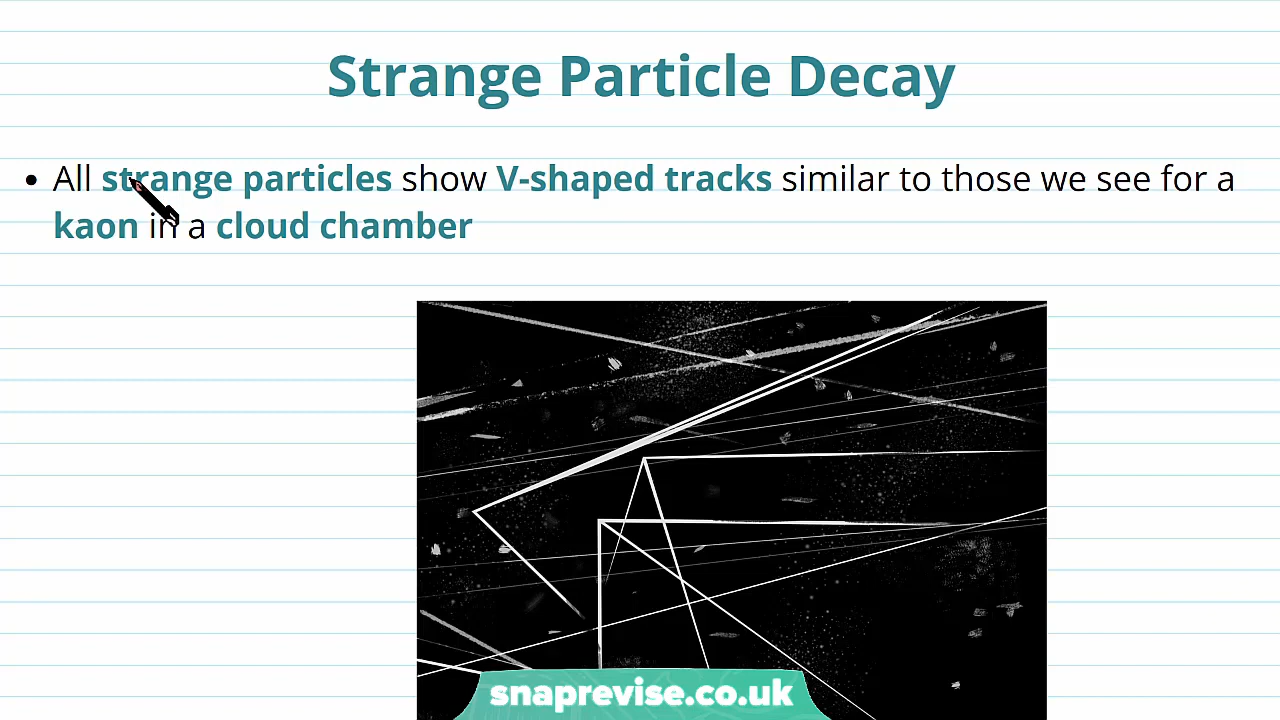 Strange Particle Decay
• All strange particles show V-shaped tracks similar to those we see for a
kaon in a cloud chamber
snaprevise.co.uk